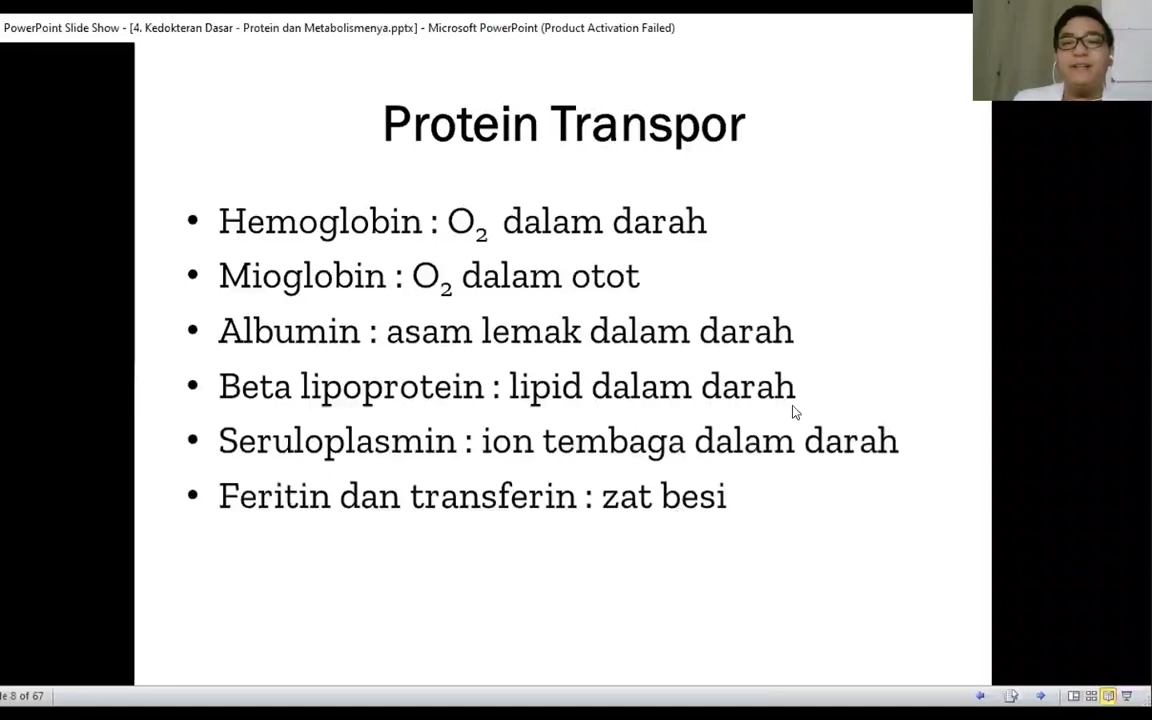 PowerPoint Slide Show - [4. Kedokteran Dasar - Protein dan Metabolismenya.pptx] - Microsoft PowerPoint (Product Activation Failed)
Protein Transpor
• Hemoglobin : O₂ dalam darah
• Mioglobin : O₂ dalam otot
• Albumin : asam lemak dalam darah
• Beta lipoprotein : lipid dalam darah
• Seruloplasmin : ion tembaga dalam darah
• Feritin dan transferin : zat besi
le 8 of 67